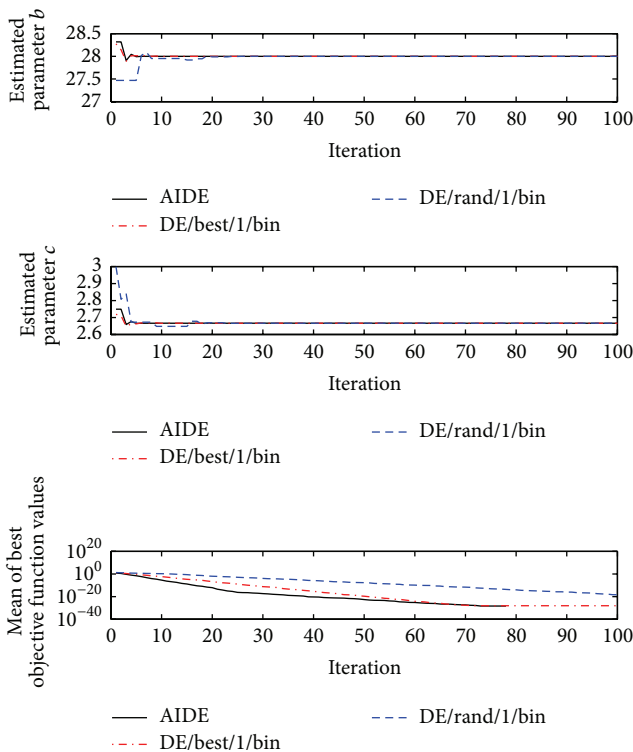 Estimated
parameter b
28.5
28
27.5
27
0 10 20 30 40 50 60 70 80 90 100
Iteration
AIDE
DE/best/1/bin
DE/rand/1/bin
Estimated
parameter c
3
2.9
2.8
2.7
2.6
0 10 20 30 40 50 60 70 80 90 100
Iteration
AIDE
DE/best/1/bin
DE/rand/1/bin
Mean of best
objective function values
10^20
10^0
10^−20
10^−40
0 10 20 30 40 50 60 70 80 90 100
Iteration
AIDE
DE/best/1/bin
DE/rand/1/bin